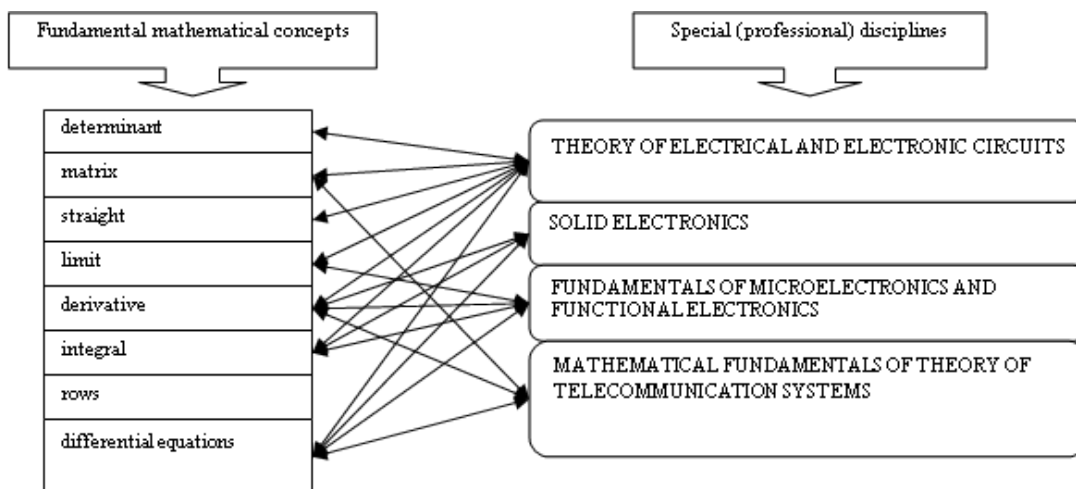 Fundamental mathematical concepts
Special (professional) disciplines
determinant
matrix
straight
limit
derivative
integral
rows
differential equations
THEORY OF ELECTRICAL AND ELECTRONIC CIRCUITS
SOLID ELECTRONICS
FUNDAMENTALS OF MICROELECTRONICS AND
FUNCTIONAL ELECTRONICS
MATHEMATICAL FUNDAMENTALS OF THEORY OF
TELECOMMUNICATION SYSTEMS